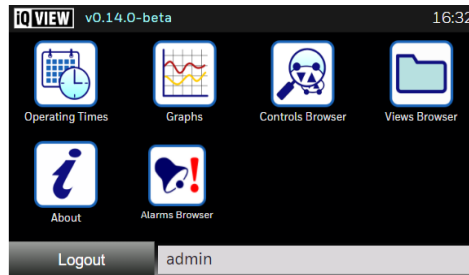 iQ VIEW v0.14.0-beta 16:32
Operating Times Graphs Controls Browser Views Browser
About Alarms Browser
Logout admin